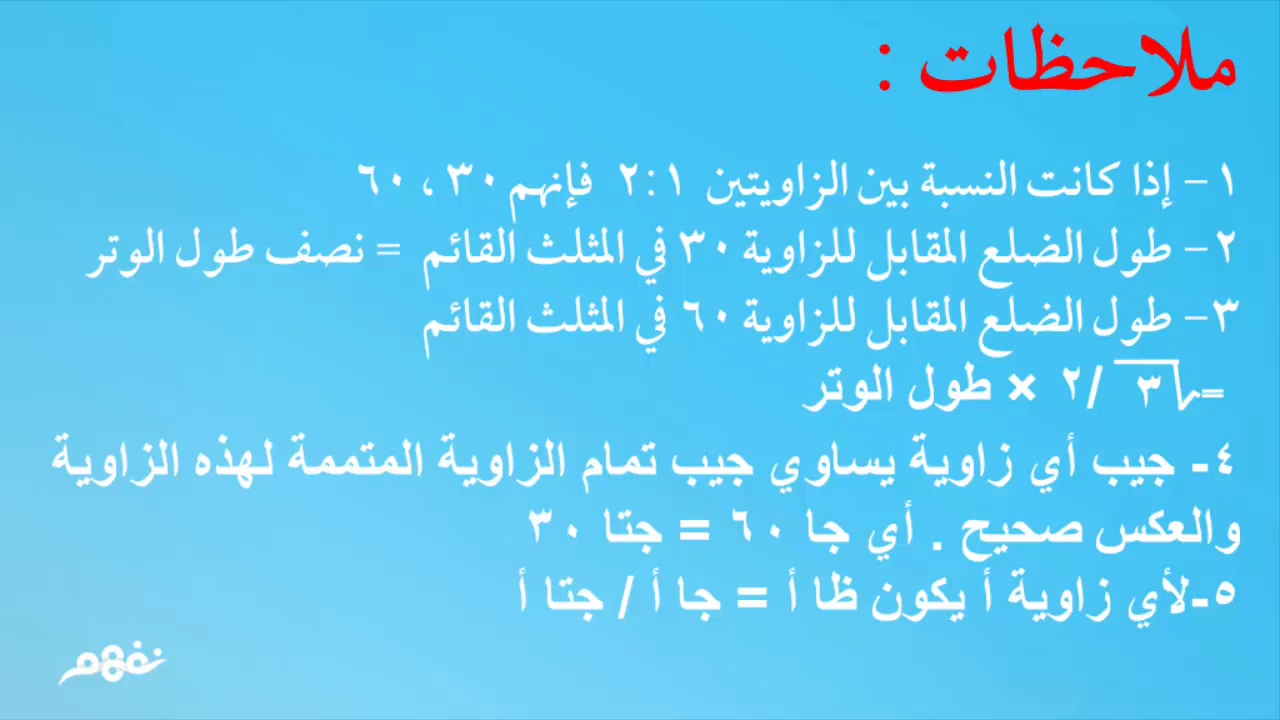 ملاحظات :
١ - إذا كانت النسبة بين الزاويتين ١ : ٢ فإنهم ٣٠ ، ٦٠
٢ - طول الضلع المقابل للزاوية ٣٠ في المثلث القائم = نصف طول الوتر
٣ - طول الضلع المقابل للزاوية ٦٠ في المثلث القائم
= √٣ / ٢ × طول الوتر
٤- جيب أي زاوية يساوي جيب تمام الزاوية المتممة لهذه الزاوية
والعكس صحيح . أي جا ٦٠ = جتا ٣٠
٥-لأي زاوية أ يكون ظا أ = جا أ / جتا أ
نفهم